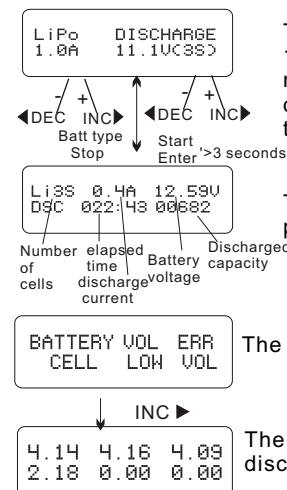 LiPo DISCHARGE
1.0A 11.1V(3S)
- + - +
◀DEC INC▶ ◀DEC INC▶
Batt type Start
Stop Enter '>3 seconds
Li3S 0.4A 12.59V
DSC 022:43 00682
Number elapsed Battery Discharged
of time voltage capacity
cells discharge
current
BATTERY VOL ERR The
CELL LOW VOL
INC ▶
4.14 4.16 4.09 The
2.18 0.00 0.00 disc